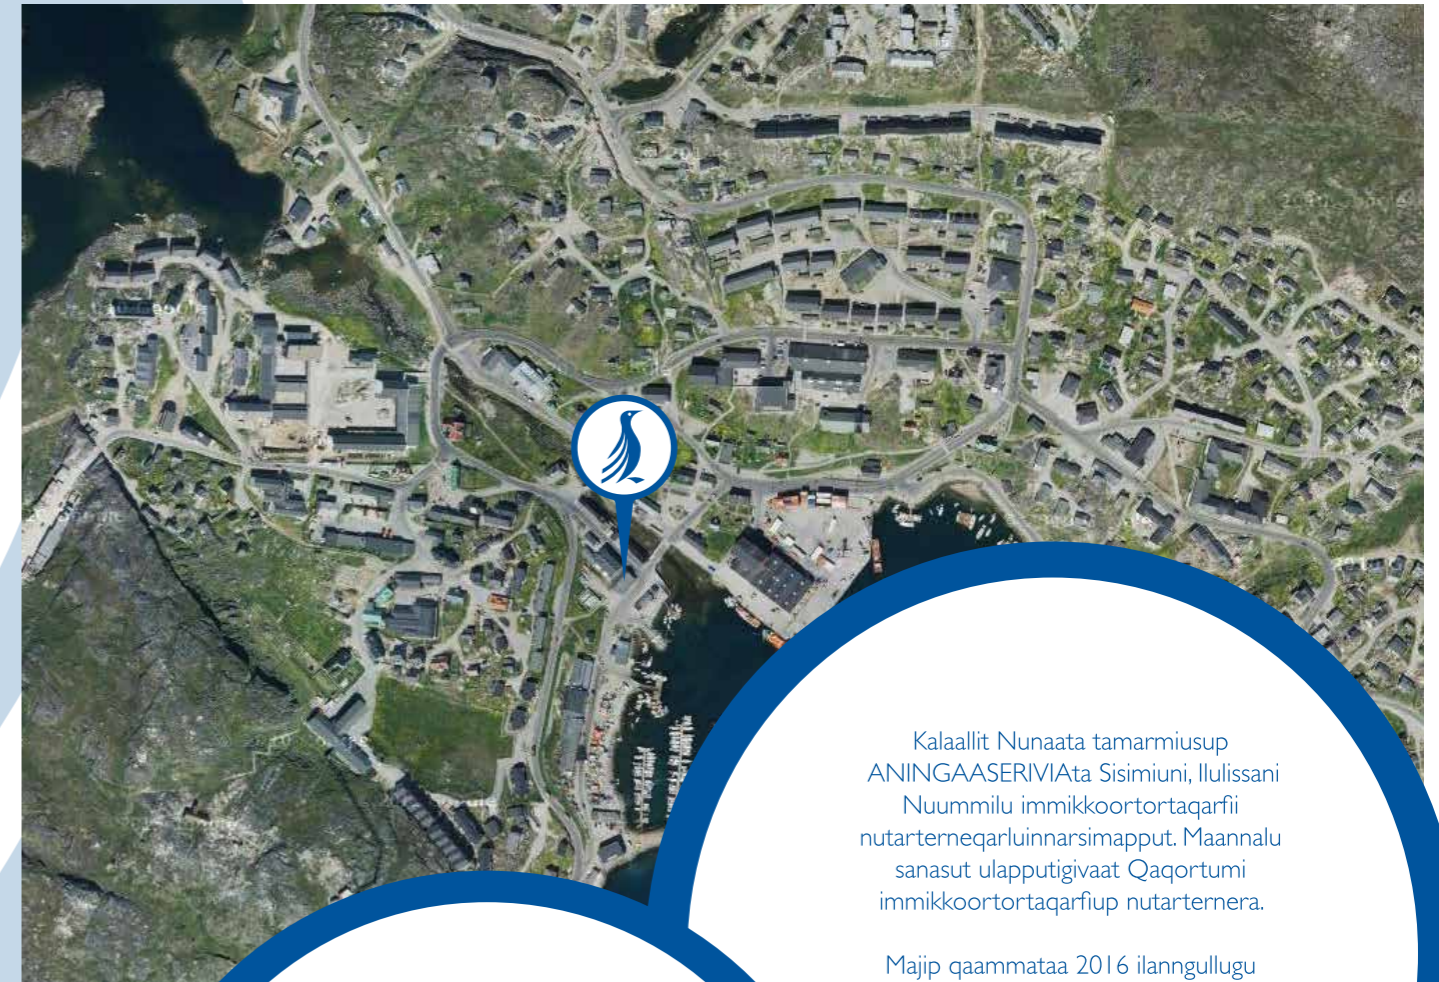 Kalaallit Nunaata tamarmiusup
ANINGAASERIVIAta Sisimiuni, Ilulissani
Nuummilu immikkoortortaqarfii
nutarterneqarluinnarsimapput. Maannalu
sanasut ulapputigivaat Qaqortumi
immikkoortortaqarfiup nutarternera.
Majip qaammataa 2016 ilanngullugu